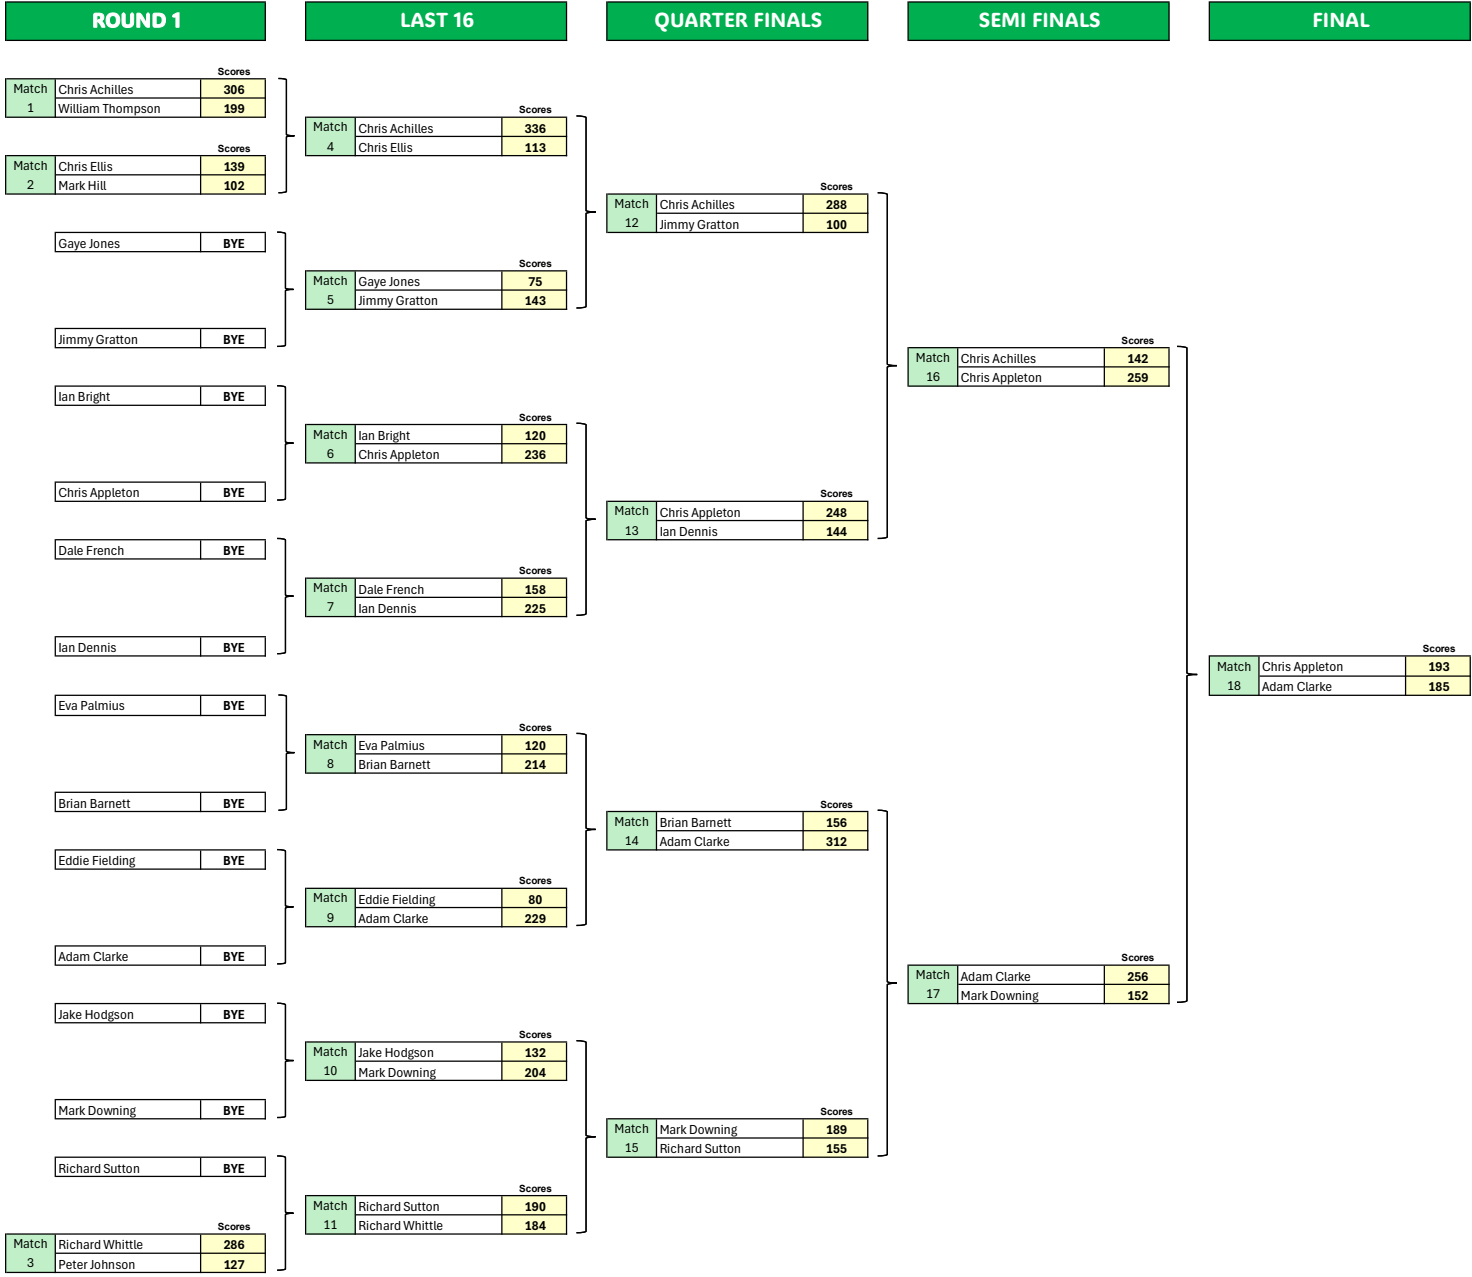 ROUND 1
LAST 16
QUARTER FINALS
SEMI FINALS
FINAL
Scores
Match 1
Chris Achilles 306
William Thompson 199
Scores
Match 2
Chris Ellis 139
Mark Hill 102
Gaye Jones BYE
Jimmy Gratton BYE
Ian Bright BYE
Chris Appleton BYE
Dale French BYE
Ian Dennis BYE
Eva Palmius BYE
Brian Barnett BYE
Eddie Fielding BYE
Adam Clarke BYE
Jake Hodgson BYE
Mark Downing BYE
Richard Sutton BYE
Scores
Match 3
Richard Whittle 286
Peter Johnson 127
Scores
Match 4
Chris Achilles 336
Chris Ellis 113
Scores
Match 5
Gaye Jones 75
Jimmy Gratton 143
Scores
Match 6
Ian Bright 120
Chris Appleton 236
Scores
Match 7
Dale French 158
Ian Dennis 225
Scores
Match 8
Eva Palmius 120
Brian Barnett 214
Scores
Match 9
Eddie Fielding 80
Adam Clarke 229
Scores
Match 10
Jake Hodgson 132
Mark Downing 204
Scores
Match 11
Richard Sutton 190
Richard Whittle 184
Scores
Match 12
Chris Achilles 288
Jimmy Gratton 100
Scores
Match 13
Chris Appleton 248
Ian Dennis 144
Scores
Match 14
Brian Barnett 156
Adam Clarke 312
Scores
Match 15
Mark Downing 189
Richard Sutton 155
Scores
Match 16
Chris Achilles 142
Chris Appleton 259
Scores
Match 17
Adam Clarke 256
Mark Downing 152
Scores
Match 18
Chris Appleton 193
Adam Clarke 185